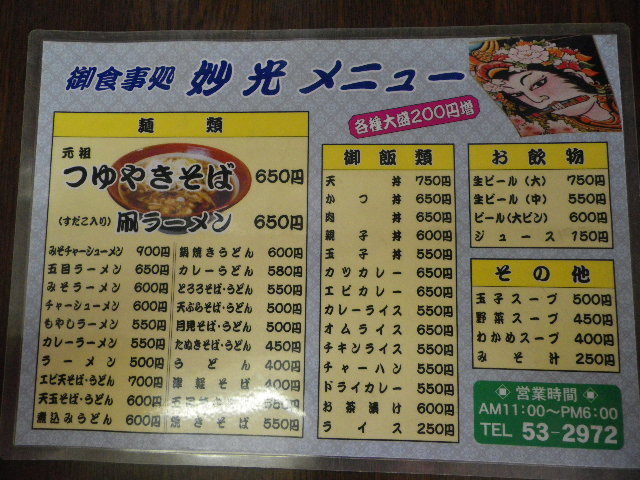 御食事処 妙光 メニュー
各種大盛200円増
麺類
元祖
つゆやきそば 650円
(すだこ入り)凧ラーメン 650円
みそチャーシューメン 900円
五目ラーメン 650円
みそラーメン 600円
チャーシューメン 600円
もやしラーメン 550円
カレーラーメン 550円
ラーメン 500円
エビ天そば・うどん 700円
天玉そば・うどん 600円
煮込みうどん 600円
鍋焼きうどん 600円
カレーうどん 580円
とろろそば・うどん 550円
天ぷらそば・うどん 500円
月見そば・うどん 500円
たぬきそば・うどん 450円
うどん 400円
津軽そば 400円
焼きそば 550円
御飯類
天丼 750円
かつ丼 650円
肉丼 650円
親子丼 600円
玉子丼 550円
カツカレー 650円
エビカレー 650円
カレーライス 550円
オムライス 650円
チキンライス 550円
チャーハン 550円
ドライカレー 550円
お茶漬け 600円
ライス 250円
お飲物
生ビール(大) 750円
生ビール(中) 550円
ビール(大ビン) 600円
ジュース 150円
その他
玉子スープ 500円
野菜スープ 450円
わかめスープ 400円
みそ汁 250円
営業時間
AM11:00〜PM6:00
TEL 53-2972